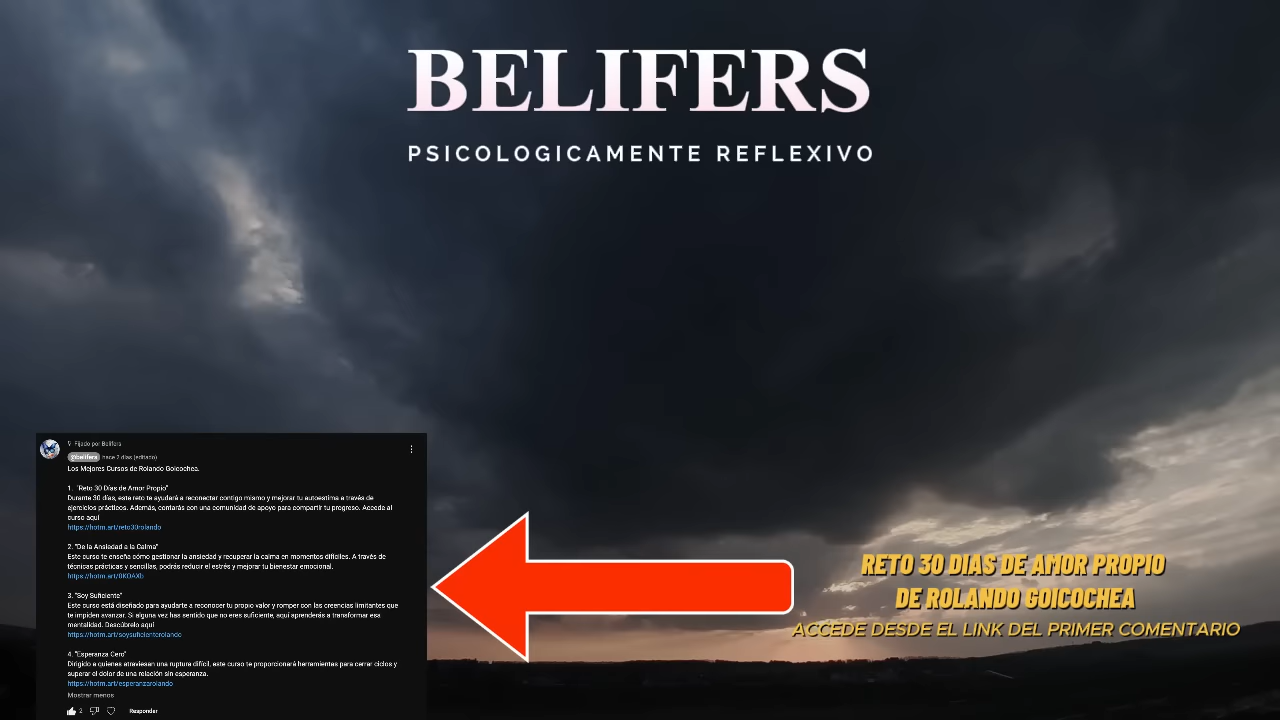 BELIFERS
PSICOLOGICAMENTE REFLEXIVO
Fijado por Belifers
@belifers hace 2 días (editado)
Los Mejores Cursos de Rolando Goicochea.
1. "Reto 30 Días de Amor Propio"
Durante 30 días, este reto te ayudará a reconectar contigo mismo y mejorar tu autoestima a través de
ejercicios prácticos. Además, contarás con una comunidad de apoyo para compartir tu progreso. Accede al
curso aquí
https://hotm.art/reto30rolando
2. "De la Ansiedad a la Calma"
Este curso te enseña cómo gestionar la ansiedad y recuperar la calma en momentos difíciles. A través de
técnicas prácticas y sencillas, podrás reducir el estrés y mejorar tu bienestar emocional.
https://hotm.art/0KOAXb
3. "Soy Suficiente"
Este curso está diseñado para ayudarte a reconocer tu propio valor y romper con las creencias limitantes que
te impiden avanzar. Si alguna vez has sentido que no eres suficiente, aquí aprenderás a transformar esa
mentalidad. Descúbrelo aquí
https://hotm.art/soysuficienterolando
4. "Esperanza Cero"
Dirigido a quienes atraviesan una ruptura difícil, este curso te proporcionará herramientas para cerrar ciclos y
superar el dolor de una relación sin esperanza.
https://hotm.art/esperanzarolando
Mostrar menos
2 Responder
RETO 30 DIAS DE AMOR PROPIO
DE ROLANDO GOICOCHEA
ACCEDE DESDE EL LINK DEL PRIMER COMENTARIO